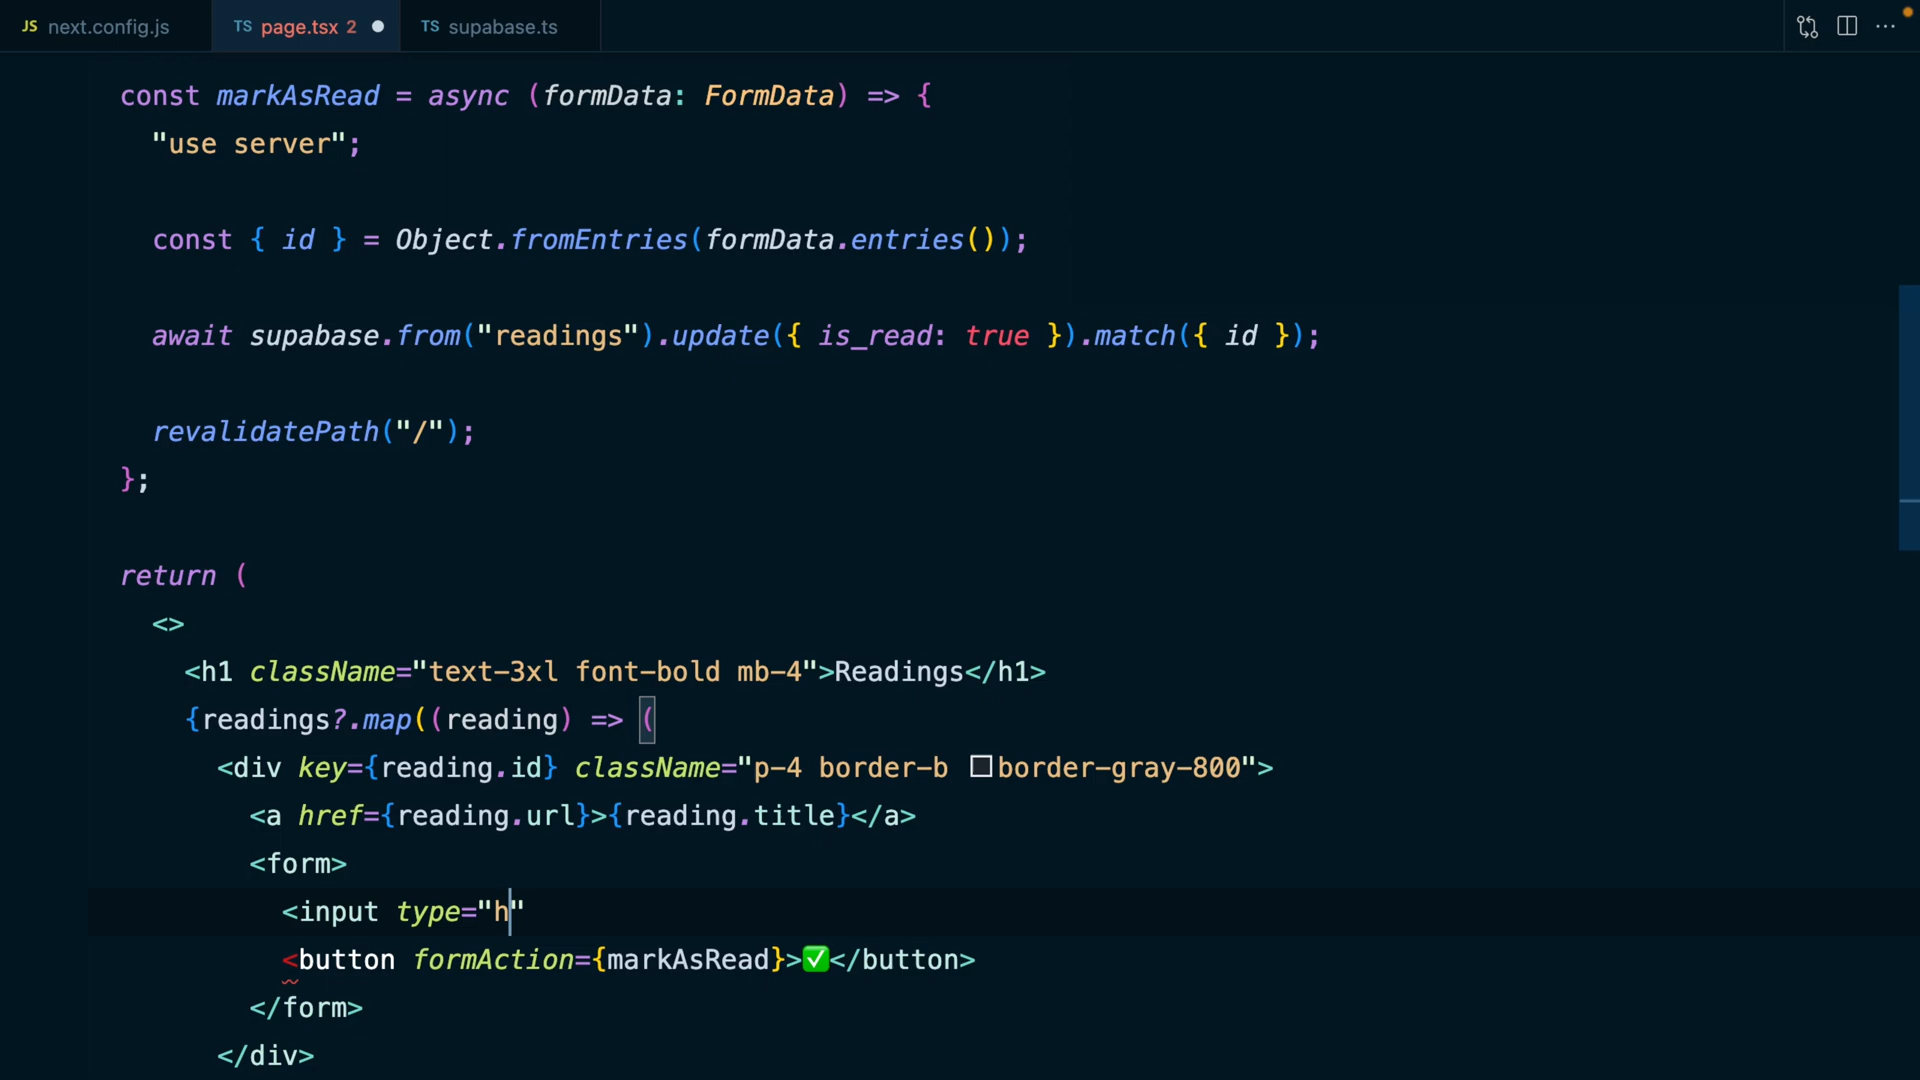 JS next.config.js TS page.tsx 2 TS supabase.ts
const markAsRead = async (formData: FormData) => {
"use server";
const { id } = Object.fromEntries(formData.entries());
await supabase.from("readings").update({ is_read: true }).match({ id });
revalidatePath("/");
};
return (
<>
<h1 className="text-3xl font-bold mb-4">Readings</h1>
{readings?.map((reading) => (
<div key={reading.id} className="p-4 border-b border-gray-800">
<a href={reading.url}>{reading.title}</a>
<form>
<input type="h"
<button formAction={markAsRead}>✅</button>
</form>
</div>